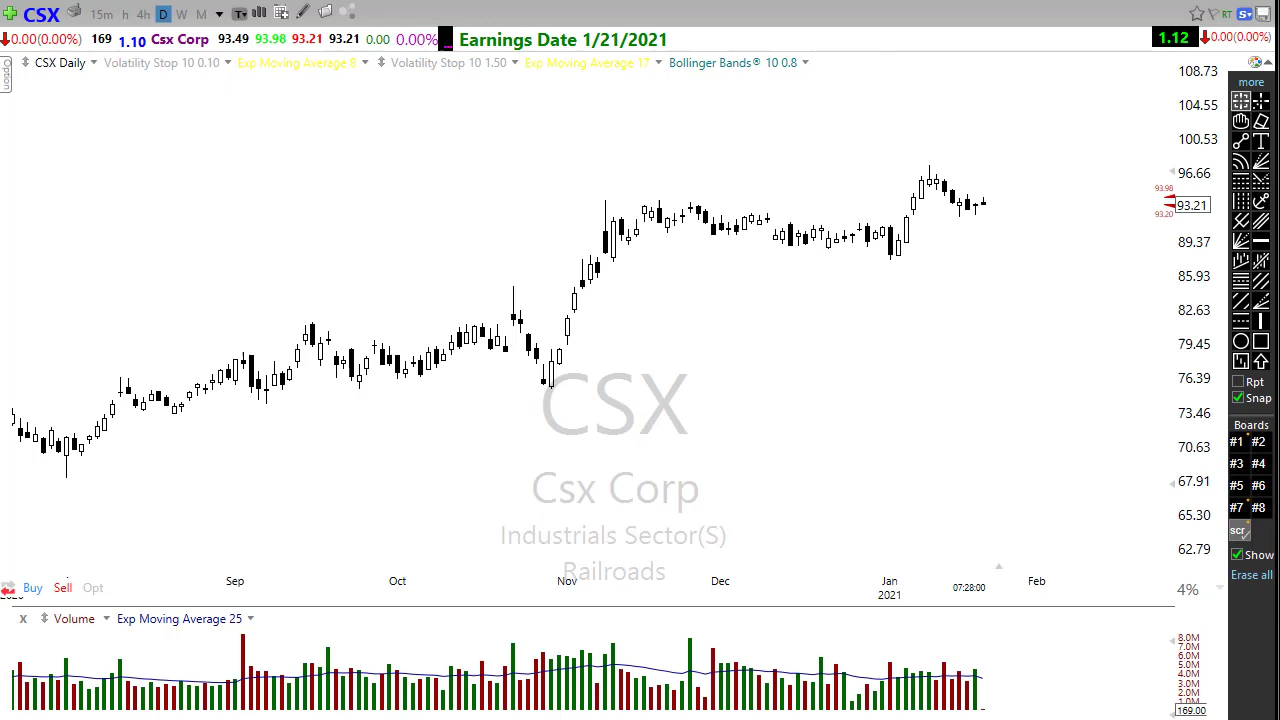 CSX 15m h 4h D W M T RT S
0.00(0.00%) 169 1.10 Csx Corp 93.49 93.98 93.21 93.21 0.00 0.00% ... Earnings Date 1/21/2021 1.12 0.00(0.00%)
Option
CSX Daily Volatility Stop 10 0.10 Exp Moving Average 8 Volatility Stop 10 1.50 Exp Moving Average 17 Bollinger Bands® 10 0.8
108.73
104.55
100.53
96.66
93.98
93.21
93.20
89.37
85.93
82.63
79.45
76.39
73.46
70.63
67.91
65.30
62.79
CSX
Csx Corp
Industrials Sector(S)
Railroads
more
T
Rpt
Snap
Boards
#1 #2
#3 #4
#5 #6
#7 #8
scr
Show
Erase all
Buy Sell Opt
Sep Oct Nov Dec Jan Feb
2021 07:28:00
4%
x Volume Exp Moving Average 25
8.0M
7.0M
6.0M
5.0M
4.0M
3.0M
2.0M
1.0M
169.00